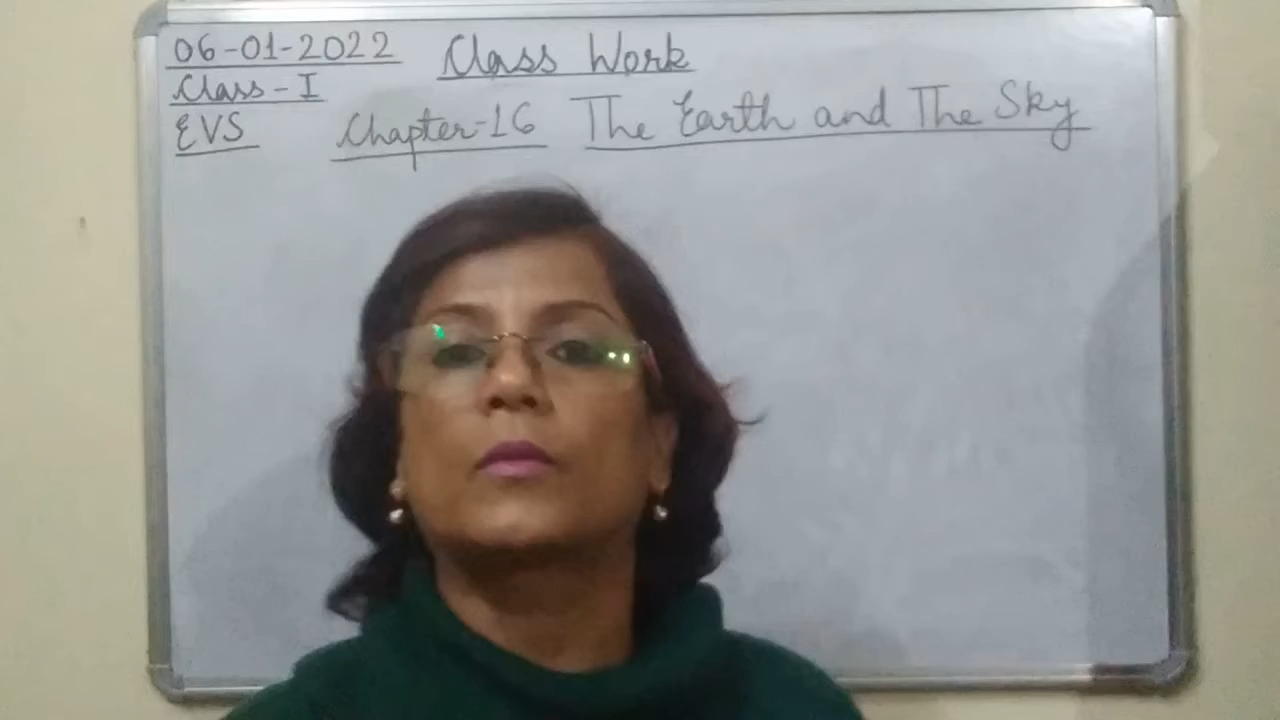 06-01-2022 Class Work
Class - I
EVS Chapter-16 The Earth and The Sky